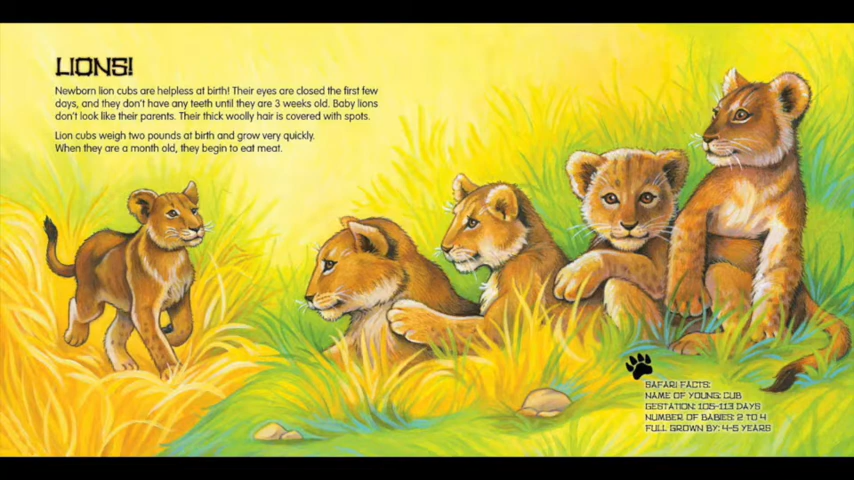 LIONS!
Newborn lion cubs are helpless at birth! Their eyes are closed the first few
days, and they don't have any teeth until they are 3 weeks old. Baby lions
don't look like their parents. Their thick woolly hair is covered with spots.
Lion cubs weigh two pounds at birth and grow very quickly.
When they are a month old, they begin to eat meat.
SAFARI FACTS:
NAME OF YOUNG: CUB
GESTATION: 105-113 DAYS
NUMBER OF BABIES: 2 TO 4
FULL GROWN BY: 4-5 YEARS